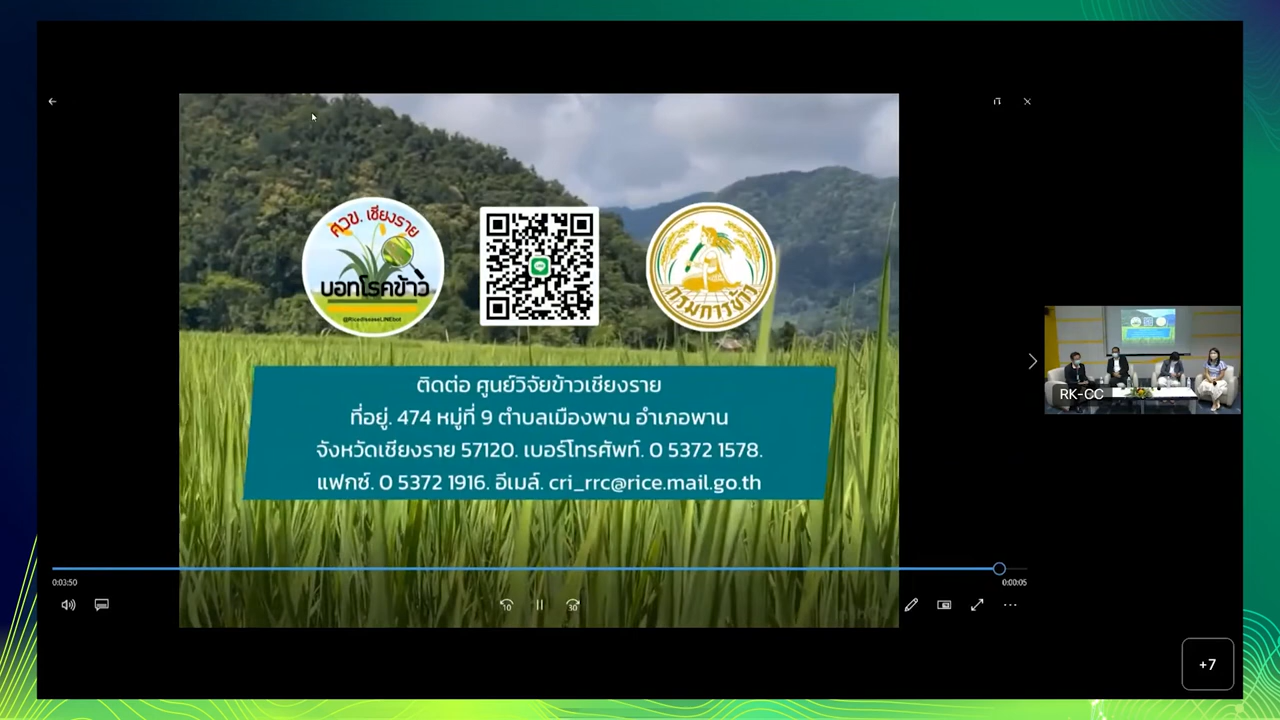 ศวข. เชียงราย
บอทโรคข้าว
@RicediseaseLINEbot
กรมการข้าว
ติดต่อ ศูนย์วิจัยข้าวเชียงราย
ที่อยู่. 474 หมู่ที่ 9 ตำบลเมืองพาน อำเภอพาน
จังหวัดเชียงราย 57120. เบอร์โทรศัพท์. 0 5372 1578.
แฟกซ์. 0 5372 1916. อีเมล์. cri_rrc@rice.mail.go.th
RK-CC
0:03:50
0:00:05
10
30
+7